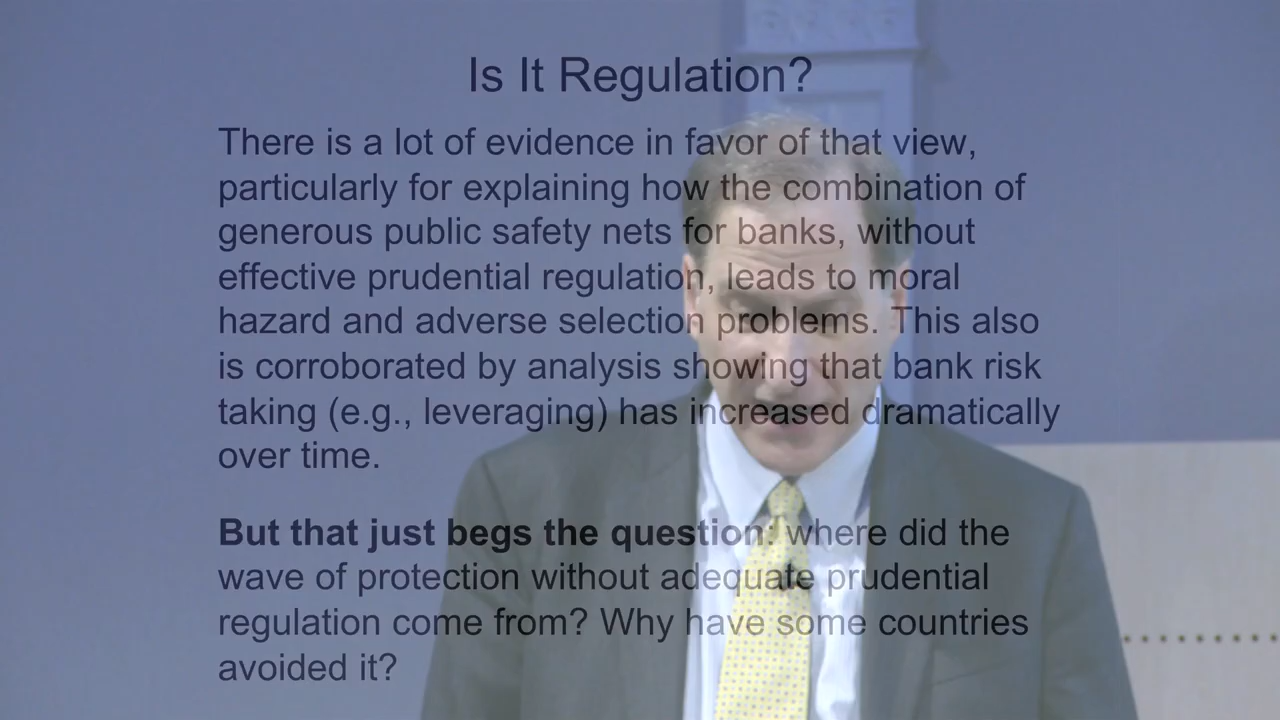 Is It Regulation?
There is a lot of evidence in favor of that view,
particularly for explaining how the combination of
generous public safety nets for banks, without
effective prudential regulation, leads to moral
hazard and adverse selection problems. This also
is corroborated by analysis showing that bank risk
taking (e.g., leveraging) has increased dramatically
over time.
But that just begs the question: where did the
wave of protection without adequate prudential
regulation come from? Why have some countries
avoided it?